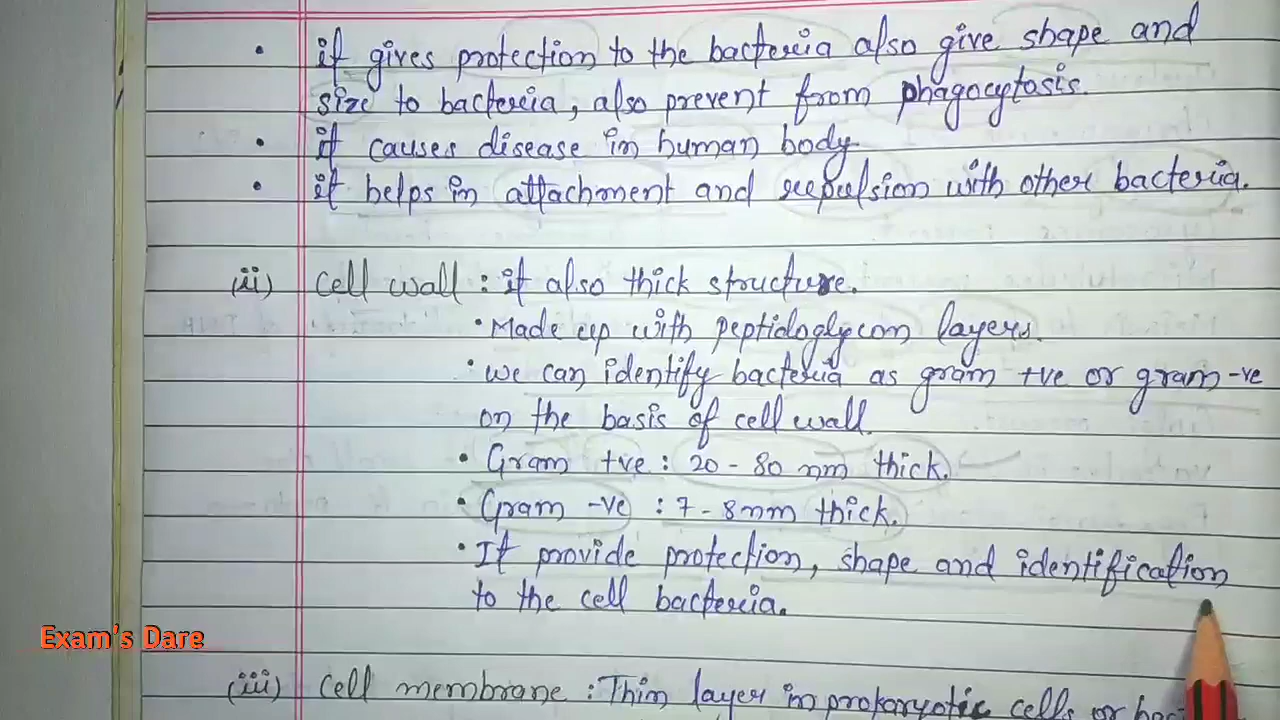 • it gives protection to the bacteria also give shape and
size to bacteria, also prevent from phagocytosis.
• it causes disease in human body
• it helps in attachment and repulsion with other bacteria.
(ii) Cell wall : it also thick structure.
• Made up with peptidoglycon layers.
• we can identify bacteria as gram +ve or gram -ve
on the basis of cell wall.
• Gram +ve : 20 - 80 nm thick.
• Gram -ve : 7 - 8 nm thick.
• It provide protection, shape and identification
to the cell bacteria.
Exam's Dare
(iii) Cell membrane : Thin layer in prokaryotic cells or